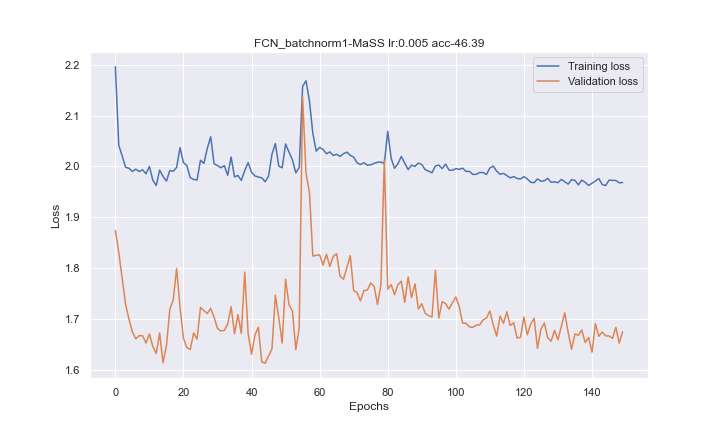 FCN_batchnorm1-MaSS lr:0.005 acc-46.39
Training loss
Validation loss
2.2
2.1
2.0
1.9
1.8
1.7
1.6
Loss
0 20 40 60 80 100 120 140
Epochs